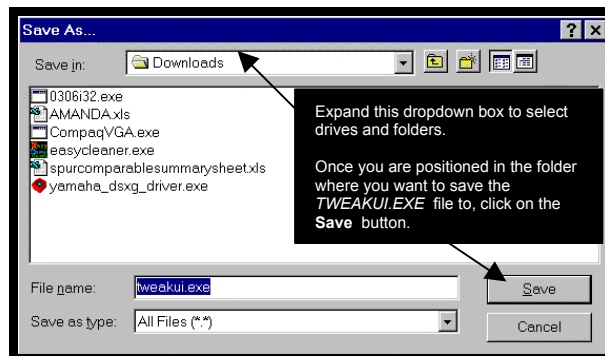 Save As...
Save in:
Downloads
0306i32.exe
AMANDA.xls
CompaqVGA.exe
easycleaner.exe
spurcomparablesummarysheet.xls
yamaha_dsxg_driver.exe
Expand this dropdown box to select
drives and folders.
Once you are positioned in the folder
where you want to save the
TWEAKUI.EXE file to, click on the
Save button.
File name:
tweakui.exe
Save
Save as type:
All Files (*.*)
Cancel